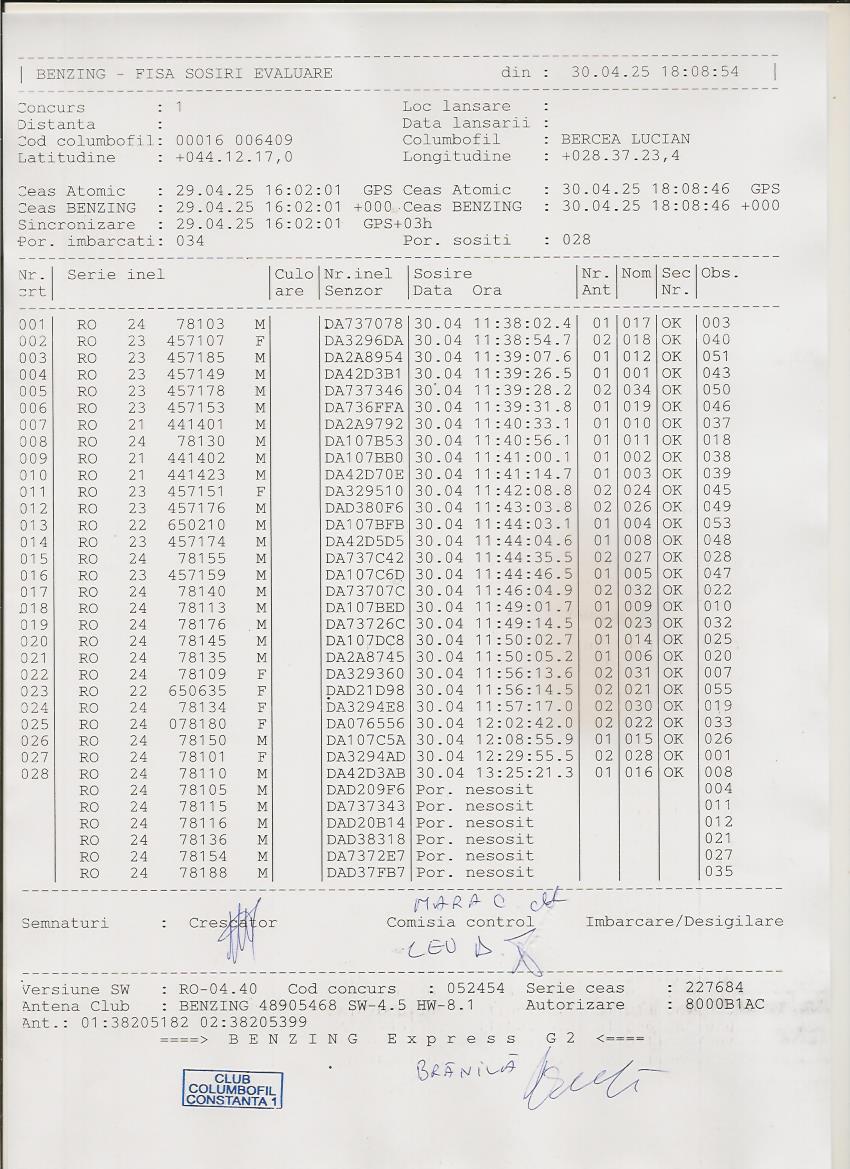 | BENZING - FISA SOSIRI EVALUARE din : 30.04.25 18:08:54 |
Concurs : 1 Loc lansare :
Distanta : Data lansarii :
Cod columbofil: 00016 006409 Columbofil : BERCEA LUCIAN
Latitudine : +044.12.17,0 Longitudine : +028.37.23,4
Ceas Atomic : 29.04.25 16:02:01 GPS Ceas Atomic : 30.04.25 18:08:46 GPS
Ceas BENZING : 29.04.25 16:02:01 +000 Ceas BENZING : 30.04.25 18:08:46 +000
Sincronizare : 29.04.25 16:02:01 GPS+03h
Por. imbarcati: 034 Por. sositi : 028
Nr. | Serie inel | Culo | Nr.inel | Sosire | Nr. | Nom | Sec | Obs.
crt | | are | Senzor | Data Ora | Ant | | Nr. |
001 RO 24 78103 M DA737078 30.04 11:38:02.4 01 017 OK 003
002 RO 23 457107 F DA3296DA 30.04 11:38:54.7 02 018 OK 040
003 RO 23 457185 M DA2A8954 30.04 11:39:07.6 01 012 OK 051
004 RO 23 457149 M DA42D3B1 30.04 11:39:26.5 01 001 OK 043
005 RO 23 457178 M DA737346 30.04 11:39:28.2 02 034 OK 050
006 RO 23 457153 M DA736FFA 30.04 11:39:31.8 01 019 OK 046
007 RO 21 441401 M DA2A9792 30.04 11:40:33.1 01 010 OK 037
008 RO 24 78130 M DA107B53 30.04 11:40:56.1 01 011 OK 018
009 RO 21 441402 M DA107BB0 30.04 11:41:00.1 01 002 OK 038
010 RO 21 441423 M DA42D70E 30.04 11:41:14.7 01 003 OK 039
011 RO 23 457151 F DA329510 30.04 11:42:08.8 02 024 OK 045
012 RO 23 457176 M DAD380F6 30.04 11:43:03.8 02 026 OK 049
013 RO 22 650210 M DA107BFB 30.04 11:44:03.1 01 004 OK 053
014 RO 23 457174 M DA42D5D5 30.04 11:44:04.6 01 008 OK 048
015 RO 24 78155 M DA737C42 30.04 11:44:35.5 02 027 OK 028
016 RO 23 457159 M DA107C6D 30.04 11:44:46.5 01 005 OK 047
017 RO 24 78140 M DA73707C 30.04 11:46:04.9 02 032 OK 022
018 RO 24 78113 M DA107BED 30.04 11:49:01.7 01 009 OK 010
019 RO 24 78176 M DA73726C 30.04 11:49:14.5 02 023 OK 032
020 RO 24 78145 M DA107DC8 30.04 11:50:02.7 01 014 OK 025
021 RO 24 78135 M DA2A8745 30.04 11:50:05.2 01 006 OK 020
022 RO 24 78109 F DA329360 30.04 11:56:13.6 02 031 OK 007
023 RO 22 650635 F DAD21D98 30.04 11:56:14.5 02 021 OK 055
024 RO 24 78134 F DA3294E8 30.04 11:57:17.0 02 030 OK 019
025 RO 24 078180 F DA076556 30.04 12:02:42.0 02 022 OK 033
026 RO 24 78150 M DA107C5A 30.04 12:08:55.9 01 015 OK 026
027 RO 24 78101 F DA3294AD 30.04 12:29:55.5 02 028 OK 001
028 RO 24 78110 M DA42D3AB 30.04 13:25:21.3 01 016 OK 008
RO 24 78105 M DAD209F6 Por. nesosit 004
RO 24 78115 M DA737343 Por. nesosit 011
RO 24 78116 M DAD20B14 Por. nesosit 012
RO 24 78136 M DAD38318 Por. nesosit 021
RO 24 78154 M DA7372E7 Por. nesosit 027
RO 24 78188 M DAD37FB7 Por. nesosit 035
MARA C
Semnaturi : Crescator Comisia control Imbarcare/Desigilare
LEU D
Versiune SW : RO-04.40 Cod concurs : 052454 Serie ceas : 227684
Antena Club : BENZING 48905468 SW-4.5 HW-8.1 Autorizare : 8000B1AC
Ant.: 01:38205182 02:38205399
====> B E N Z I N G E x p r e s s G 2 <====
BRĂNILĂ
CLUB
COLUMBOFIL
CONSTANTA 1